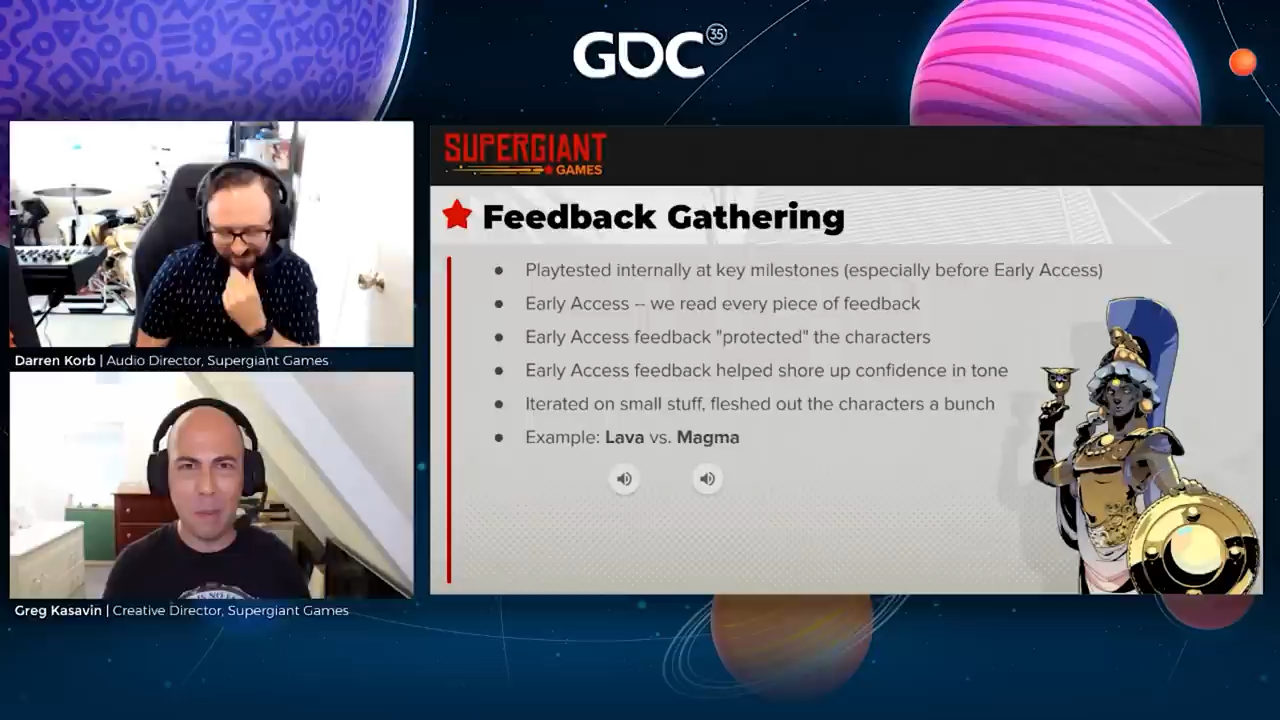 GDC 35
SUPERGIANT
GAMES
Feedback Gathering
● Playtested internally at key milestones (especially before Early Access)
● Early Access -- we read every piece of feedback
● Early Access feedback "protected" the characters
● Early Access feedback helped shore up confidence in tone
● Iterated on small stuff, fleshed out the characters a bunch
● Example: Lava vs. Magma
Darren Korb | Audio Director, Supergiant Games
Greg Kasavin | Creative Director, Supergiant Games